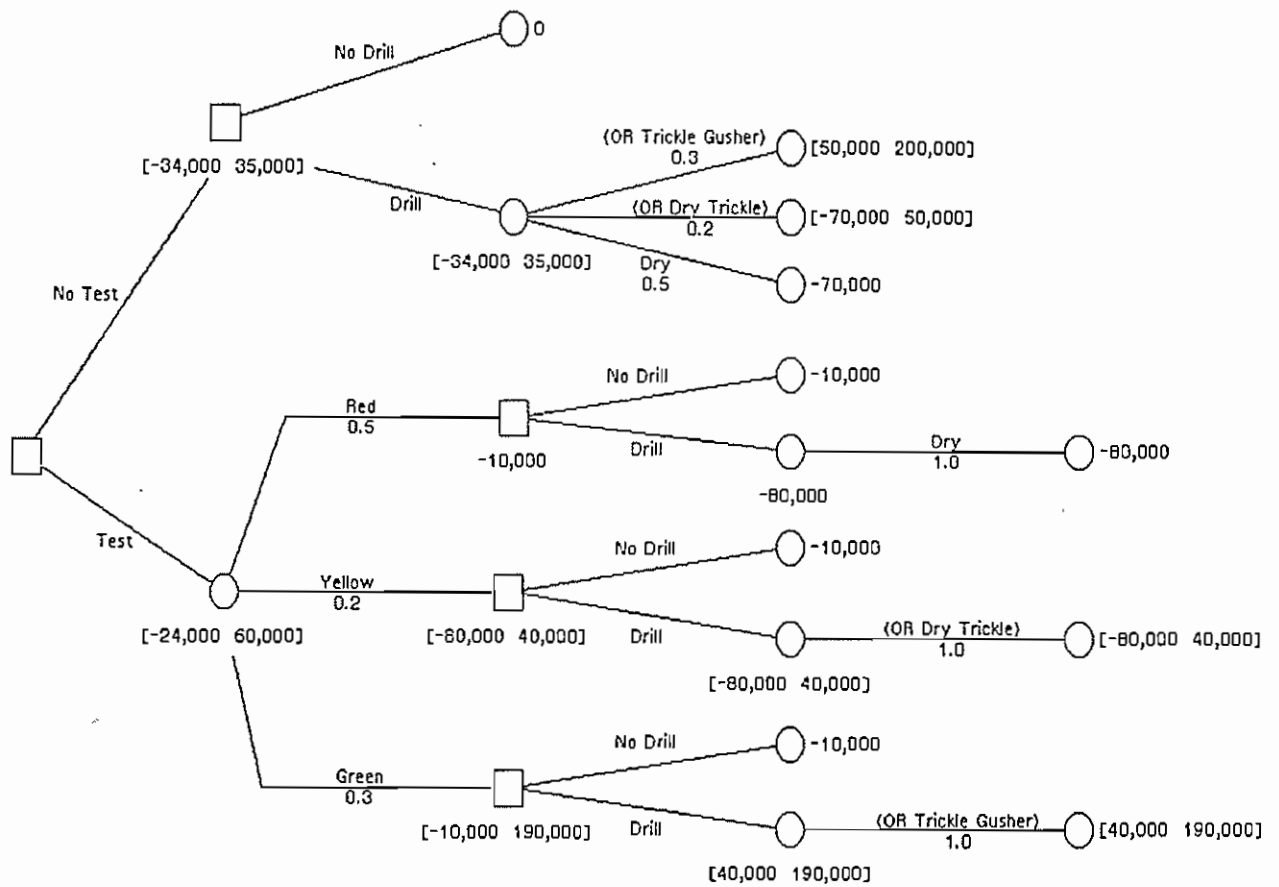 No Drill
0
[-34,000 35,000]
Drill
(OR Trickle Gusher)
0.3
[50,000 200,000]
(OR Dry Trickle)
0.2
[-70,000 50,000]
[-34,000 35,000]
Dry
0.5
-70,000
No Test
No Drill
-10,000
Red
0.5
-10,000
Drill
-80,000
Dry
1.0
-80,000
Test
No Drill
-10,000
Yellow
0.2
[-24,000 60,000]
[-80,000 40,000]
Drill
[-80,000 40,000]
(OR Dry Trickle)
1.0
[-80,000 40,000]
No Drill
-10,000
Green
0.3
[-10,000 190,000]
Drill
[40,000 190,000]
(OR Trickle Gusher)
1.0
[40,000 190,000]